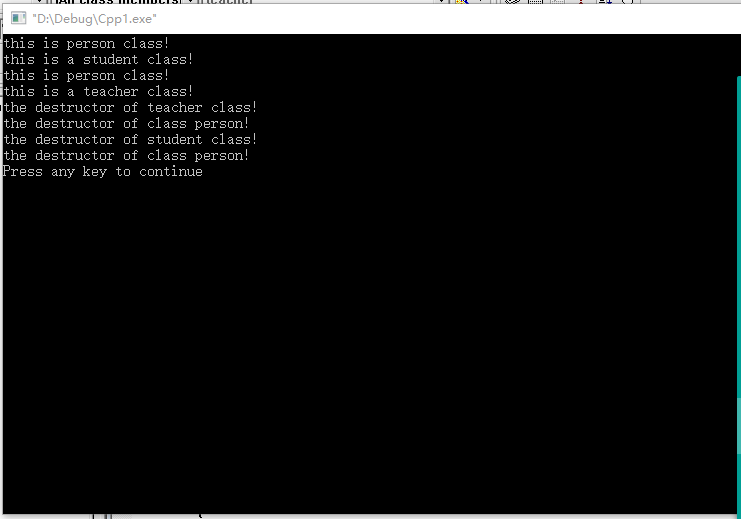 "D:\Debug\Cpp1.exe"
this is person class!
this is a student class!
this is person class!
this is a teacher class!
the destructor of teacher class!
the destructor of class person!
the destructor of student class!
the destructor of class person!
Press any key to continue